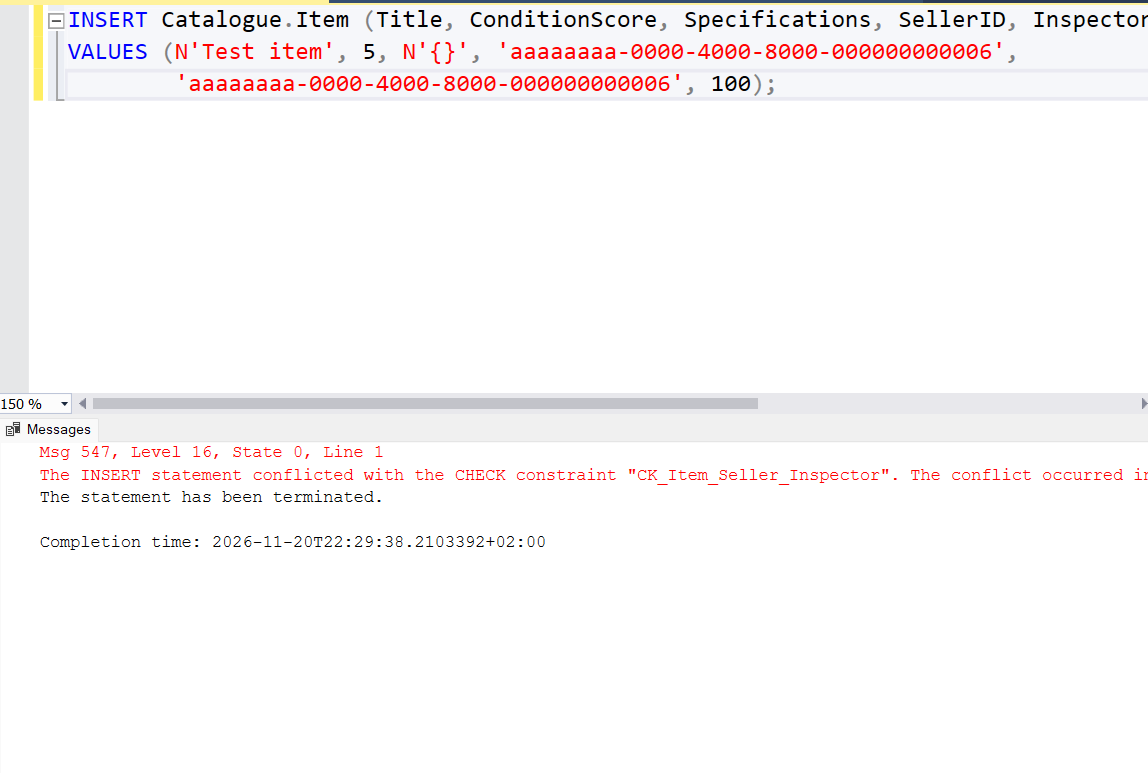 INSERT Catalogue.Item (Title, ConditionScore, Specifications, SellerID, Inspector
VALUES (N'Test item', 5, N'{}', 'aaaaaaaa-0000-4000-8000-000000000006',
'aaaaaaaa-0000-4000-8000-000000000006', 100);
150 %
Messages
Msg 547, Level 16, State 0, Line 1
The INSERT statement conflicted with the CHECK constraint "CK_Item_Seller_Inspector". The conflict occurred in
The statement has been terminated.
Completion time: 2026-11-20T22:29:38.2103392+02:00